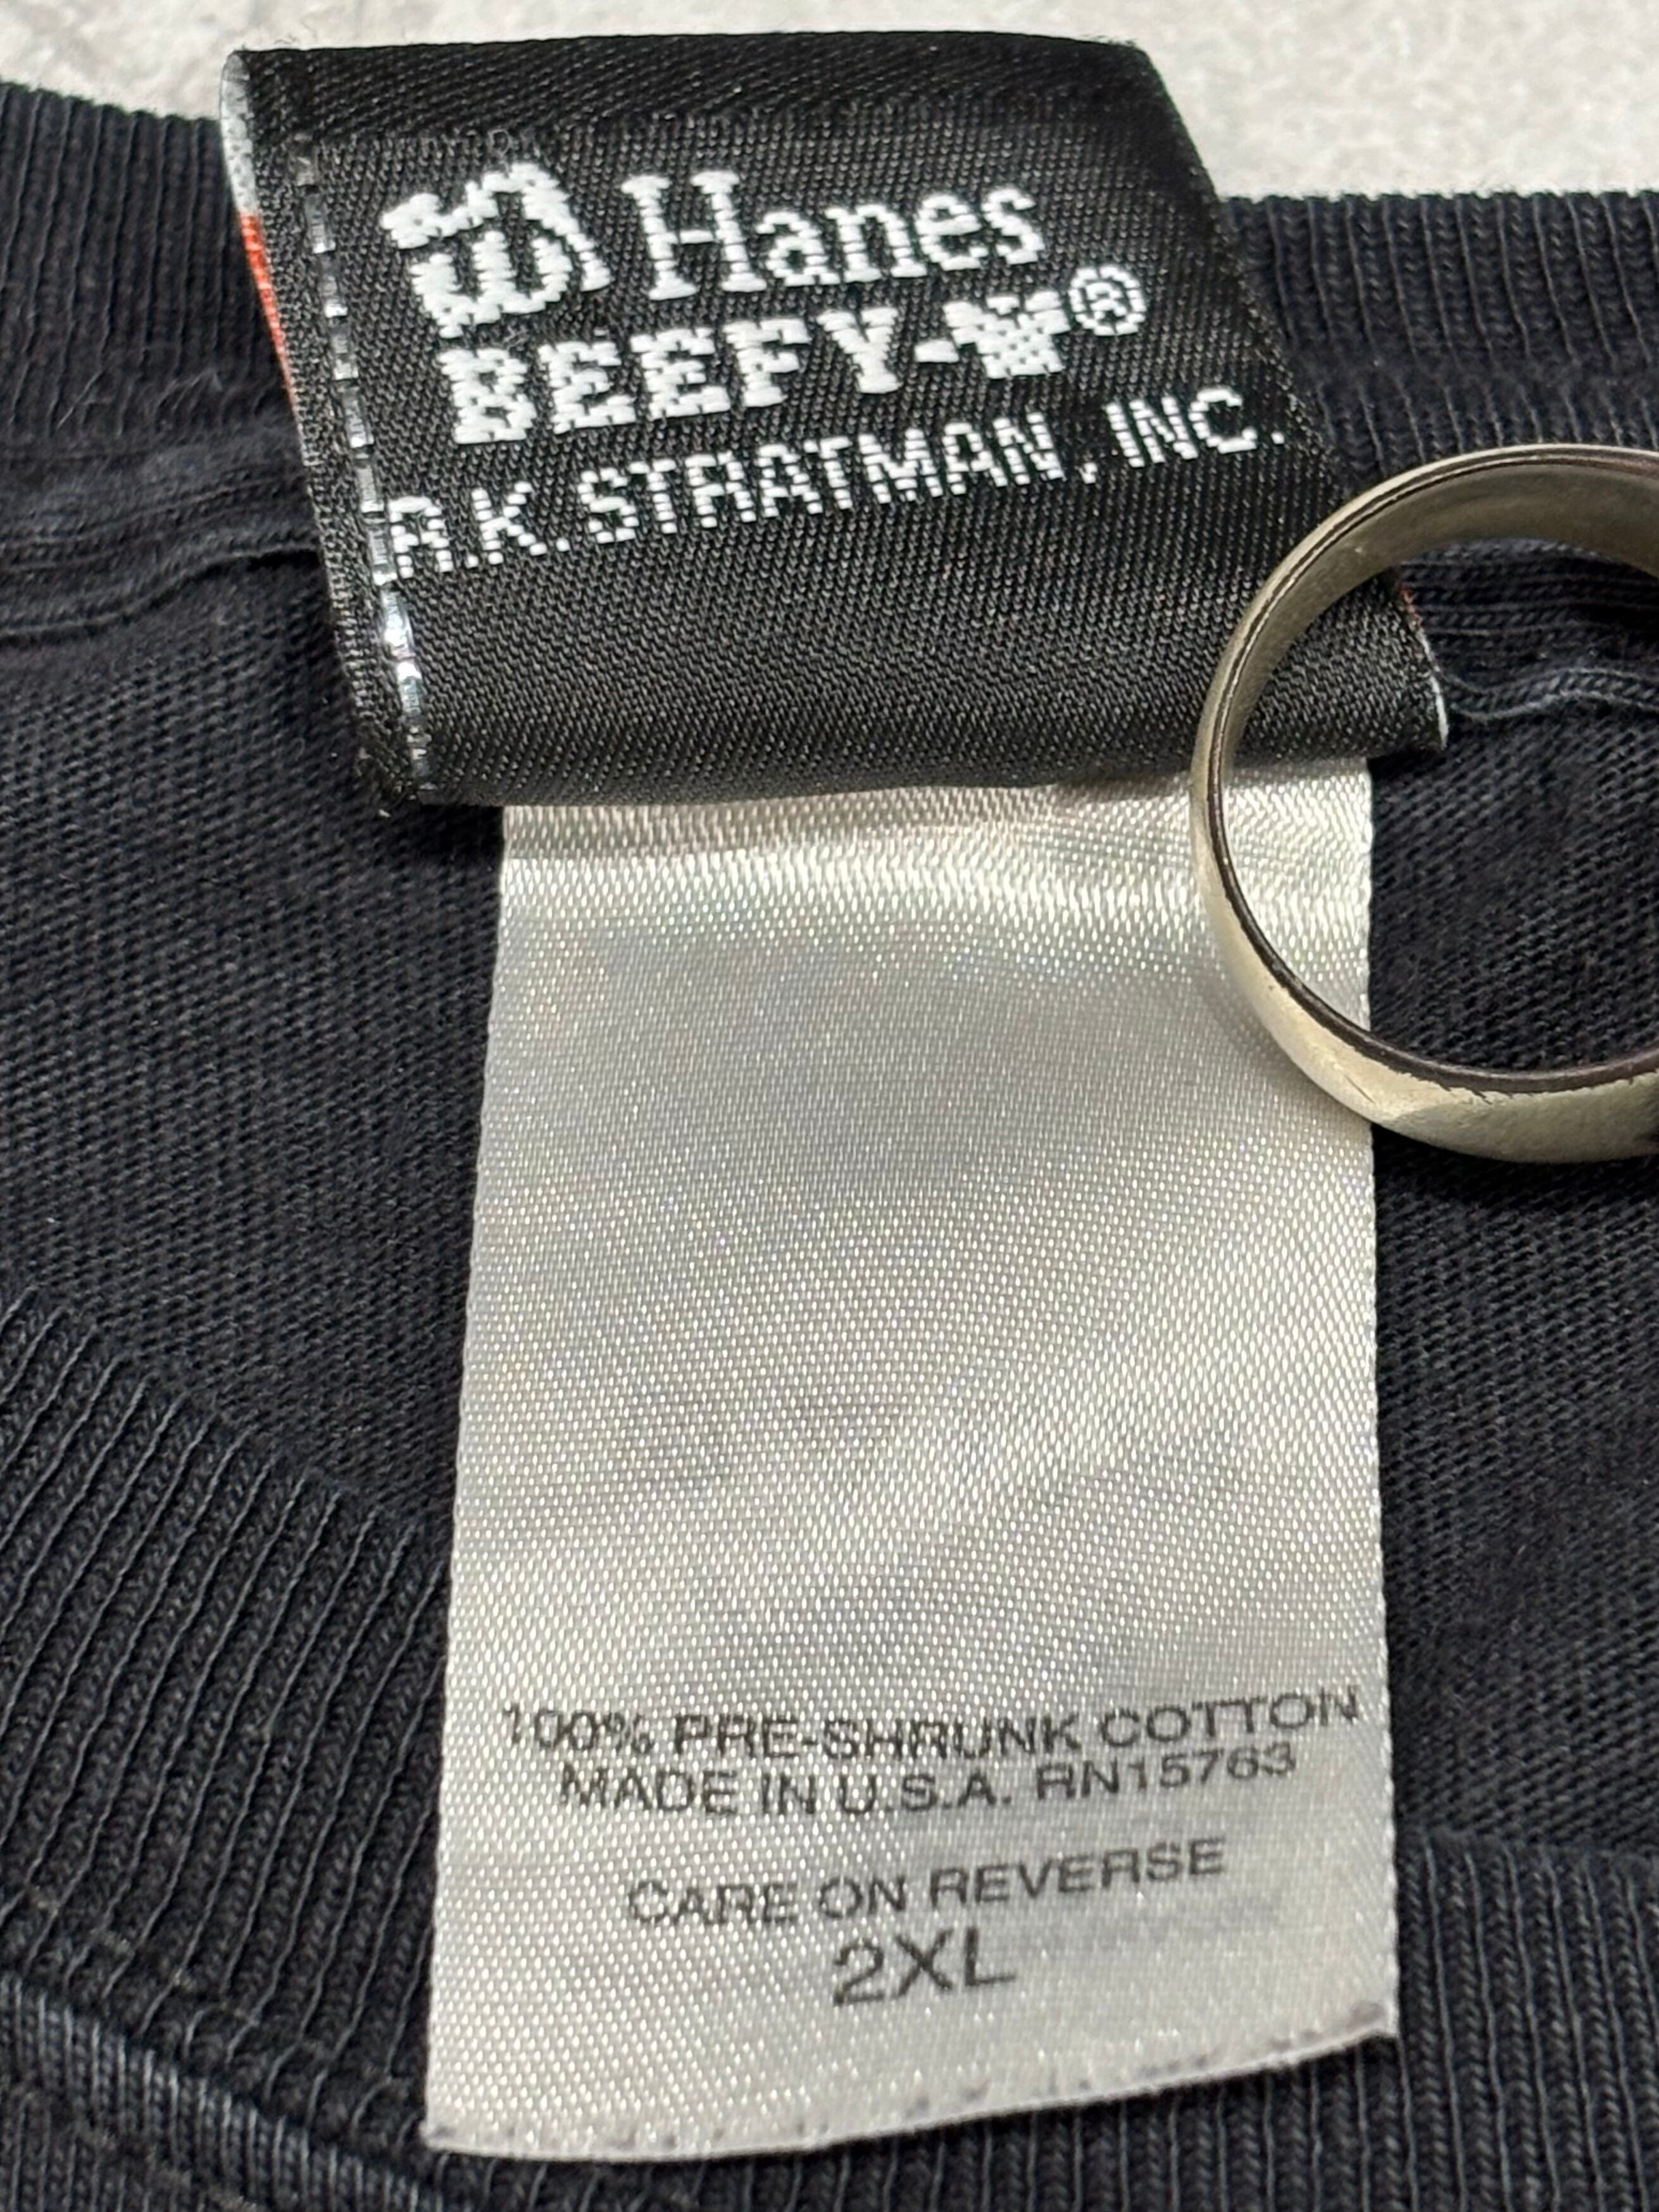 Hanes
BEEFY-T®
R.K. STRATMAN, INC.
100% PRE-SHRUNK COTTON
MADE IN U.S.A. RN15763
CARE ON REVERSE
2XL